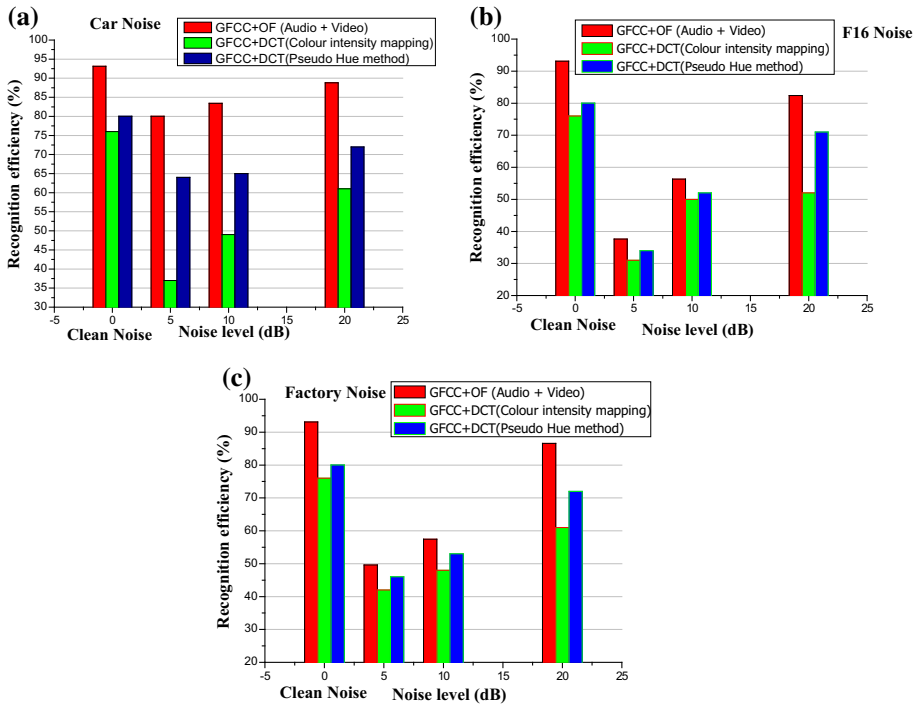 (a)
Car Noise
GFCC+OF (Audio + Video)
GFCC+DCT(Colour intensity mapping)
GFCC+DCT(Pseudo Hue method)
Recognition efficiency (%)
100
95
90
85
80
75
70
65
60
55
50
45
40
35
30
-5 0 5 10 15 20 25
Clean Noise
Noise level (dB)
(b)
F16 Noise
GFCC+OF (Audio + Video)
GFCC+DCT(Colour intensity mapping)
GFCC+DCT(Pseudo Hue method)
Recognition efficiency (%)
100
90
80
70
60
50
40
30
20
-5 0 5 10 15 20 25
Clean Noise
Noise level (dB)
(c)
Factory Noise
GFCC+OF (Audio + Video)
GFCC+DCT(Colour intensity mapping)
GFCC+DCT(Pseudo Hue method)
Recognition efficiency (%)
100
90
80
70
60
50
40
30
20
-5 0 5 10 15 20 25
Clean Noise
Noise level (dB)